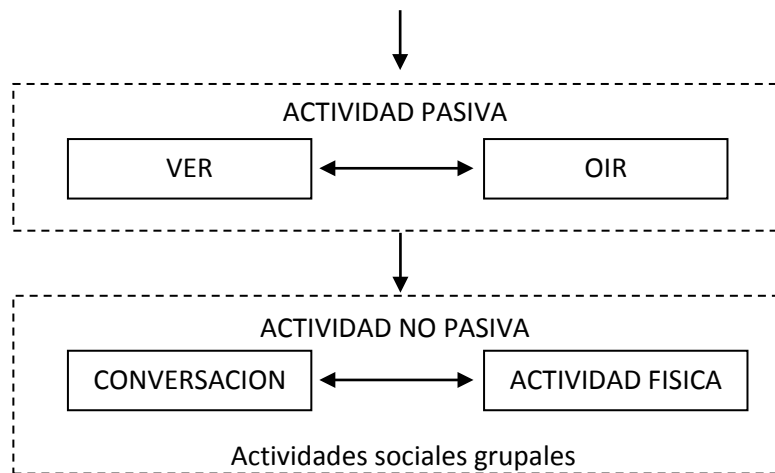 ACTIVIDAD PASIVA
VER
OIR
ACTIVIDAD NO PASIVA
CONVERSACION
ACTIVIDAD FISICA
Actividades sociales grupales